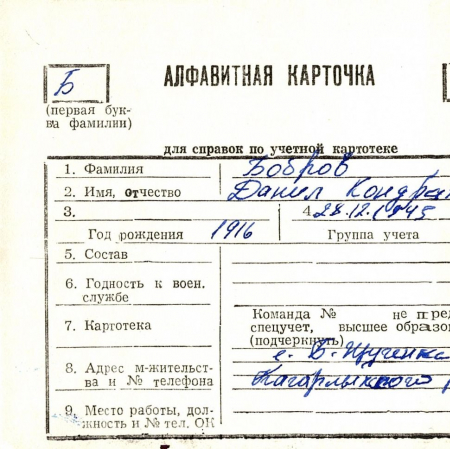 Б
АЛФАВИТНАЯ КАРТОЧКА
(первая бук-
ва фамилии)
для справок по учетной картотеке
1. Фамилия Бобров
2. Имя, отчество Данил Кондра
3. 4. 28.12.1945
Год рождения 1916 Группа учета
5. Состав
6. Годность к воен.
службе
Команда № не пред
7. Картотека спецучет, высшее образо
(подчеркнуть)
с. В.
8. Адрес м-жительст-
ва и № телефона Кагарлыкского
9. Место работы, дол-
жность и № тел. ОК